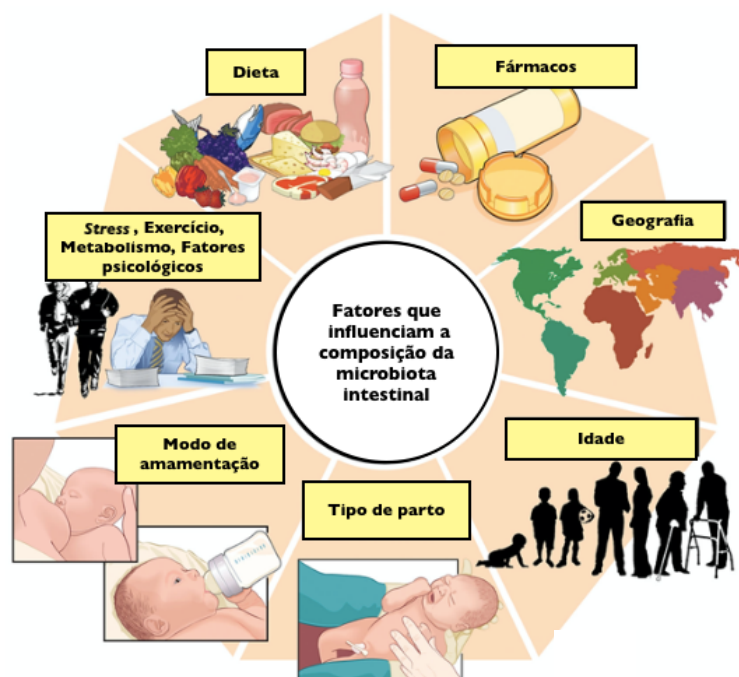 Dieta
Fármacos
Stress , Exercício,
Metabolismo, Fatores
psicológicos
Geografia
Fatores que
influenciam a
composição da
microbiota
intestinal
Modo de
amamentação
Idade
Tipo de parto